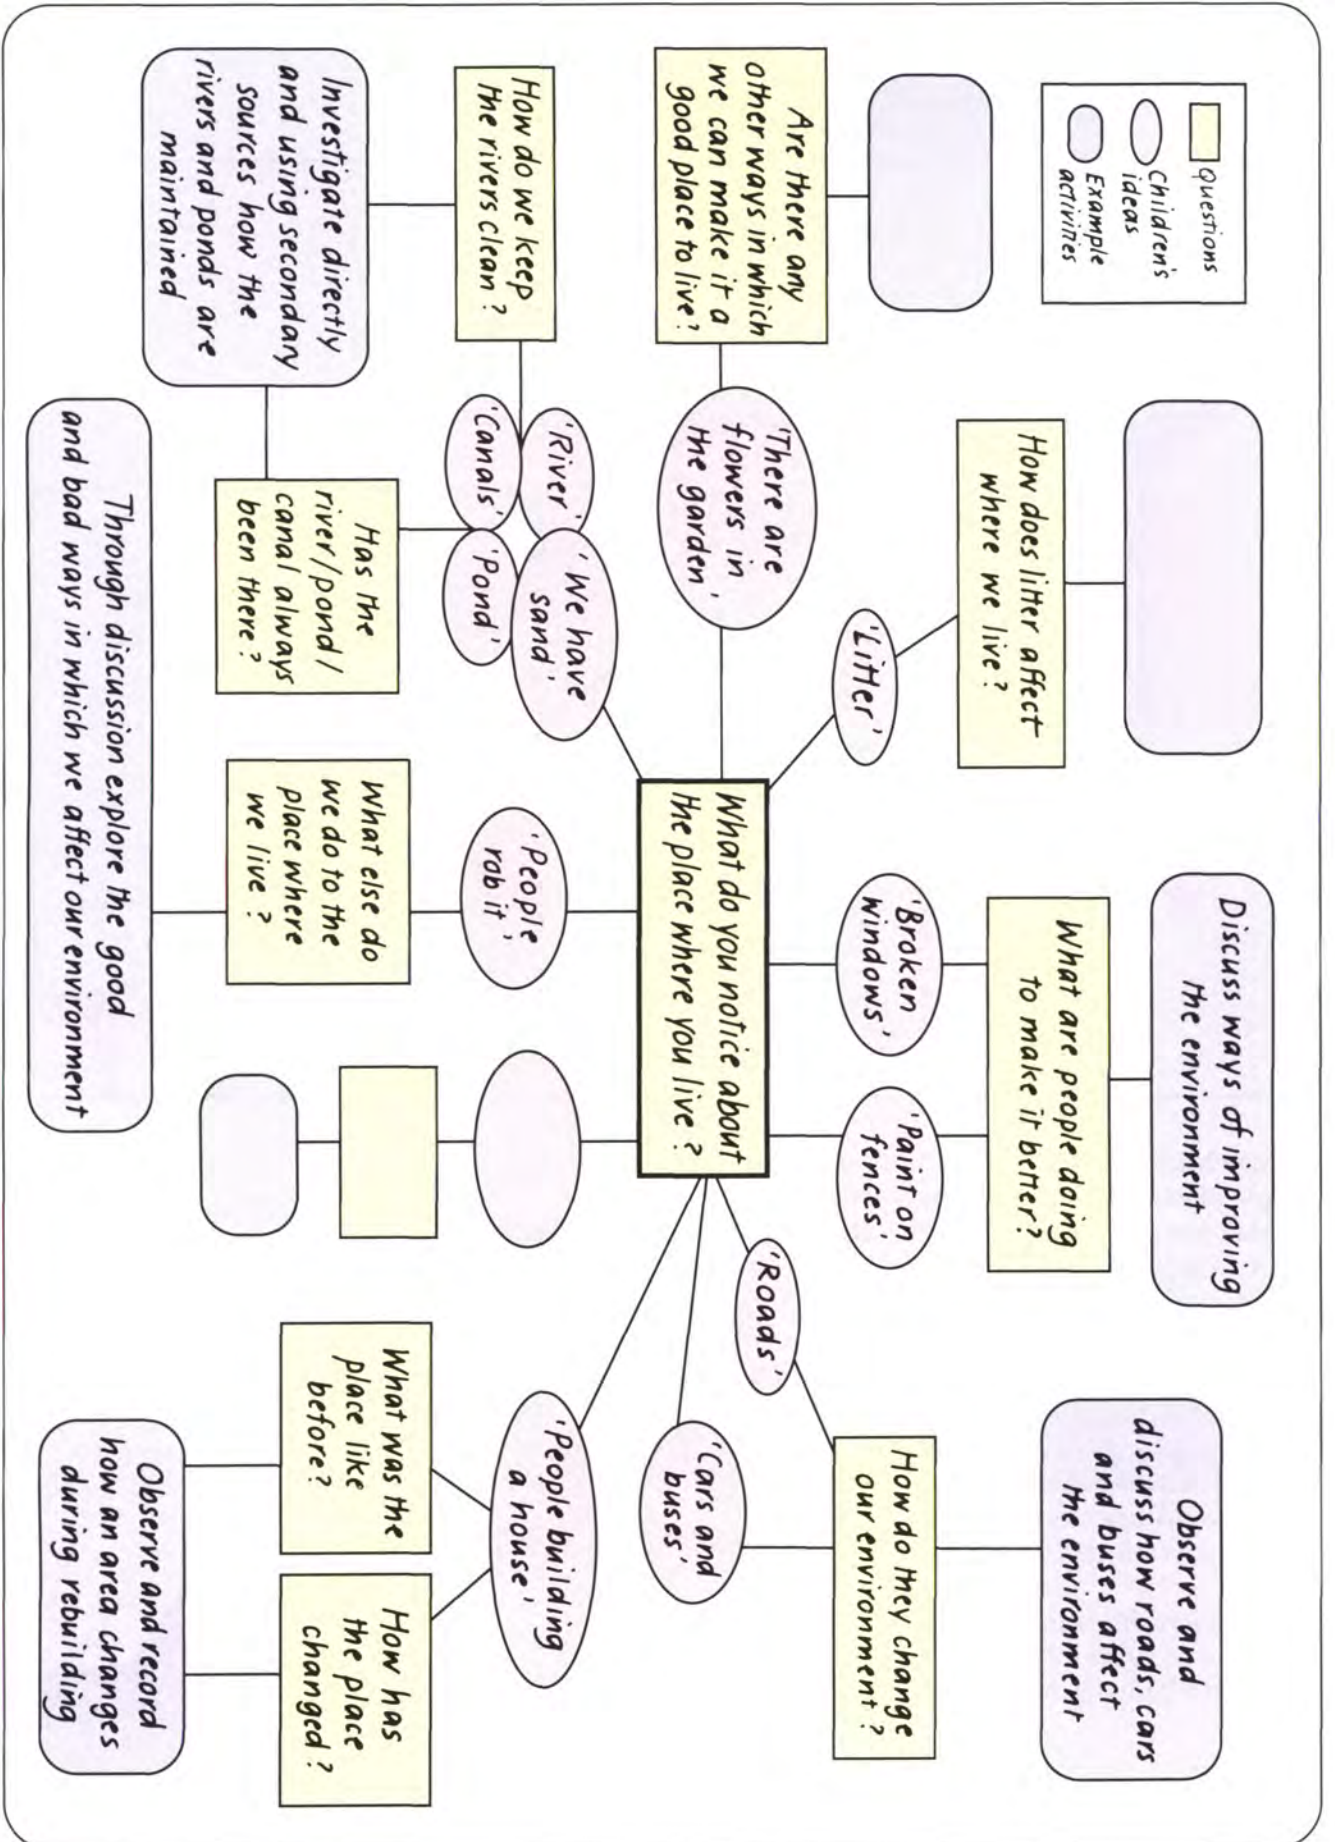 Questions
Children's
ideas
Example
activities
Are there any
other ways in which
we can make it a
good place to live?
'There are
flowers in
the garden'
How does litter affect
where we live?
'Litter'
Discuss ways of improving
the environment
What are people doing
to make it better?
'Broken
windows'
'Paint on
fences'
Observe and
discuss how roads, cars
and buses affect
the environment
How do they change
our environment?
'Roads'
'Cars and
buses'
What do you notice about
the place where you live?
How do we keep
the rivers clean?
'River'
'Canals'
'We have
sand'
'Pond'
Investigate directly
and using secondary
sources how the
rivers and ponds are
maintained
Has the
river/pond/
canal always
been there?
'People
rob it'
What else do
we do to the
place where
we live?
Through discussion explore the good
and bad ways in which we affect our environment
'People building
a house'
What was the
place like
before?
How has
the place
changed?
Observe and record
how an area changes
during rebuilding